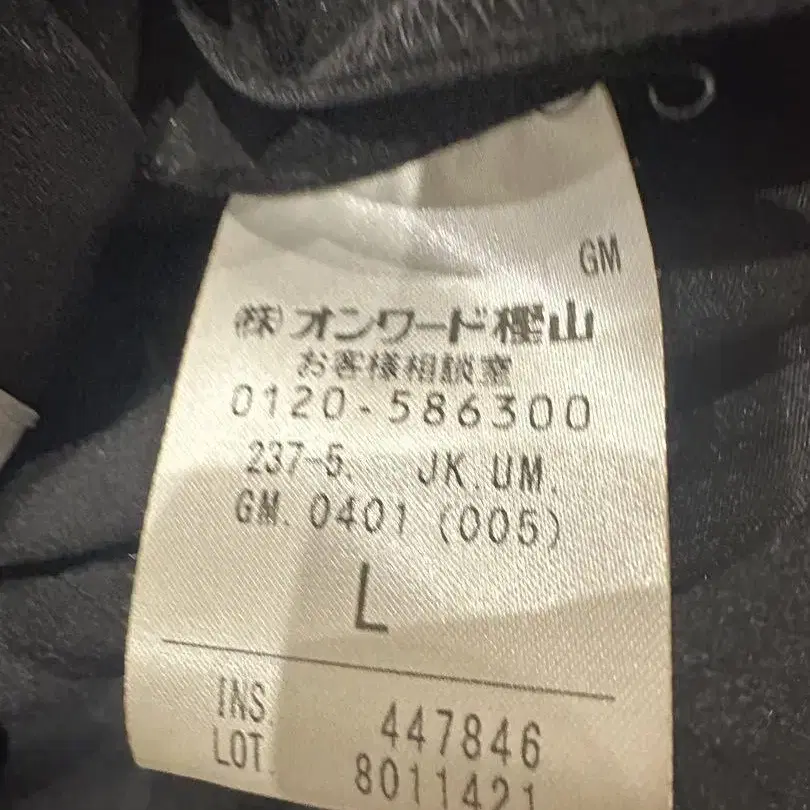 GM
㈱オンワード樫山
お客様相談室
0120-586300
237-5. JK.UM.
GM.0401(005)
L
INS. 447846
LOT 8011421